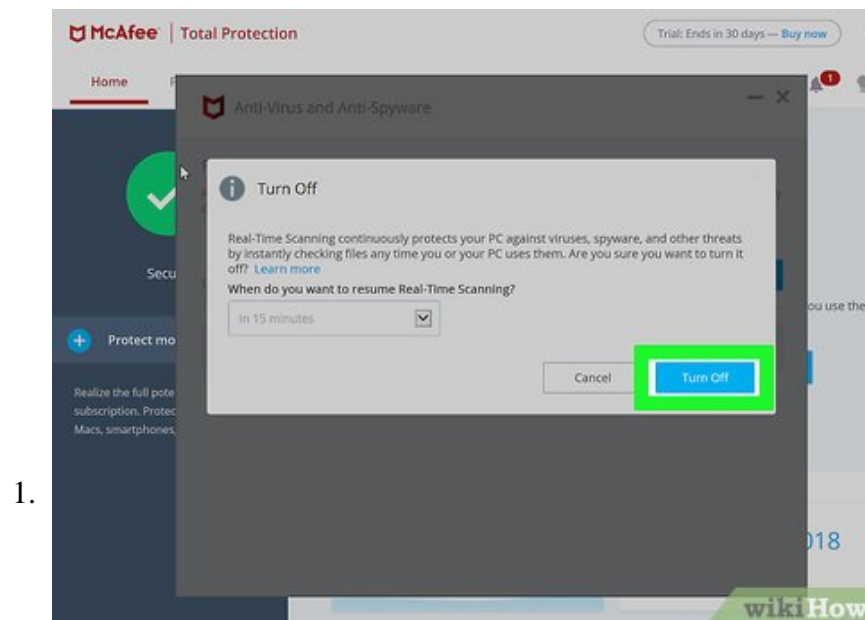 McAfee | Total Protection
Trial: Ends in 30 days — Buy now
Home
1
Anti-Virus and Anti-Spyware
Turn Off
Real-Time Scanning continuously protects your PC against viruses, spyware, and other threats
by instantly checking files any time you or your PC uses them. Are you sure you want to turn it
off? Learn more
When do you want to resume Real-Time Scanning?
In 15 minutes
Cancel
Turn Off
Secu
ou use the
Protect mo
Realize the full pote
subscription. Protec
Macs, smartphones,
1.
018
wikiHow